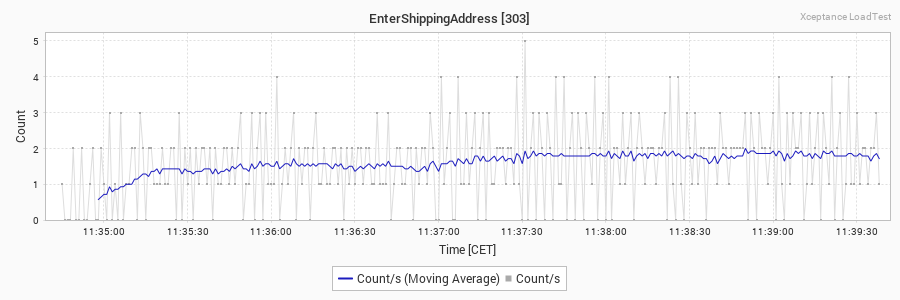 EnterShippingAddress [303]
Xceptance LoadTest
Count
5
4
3
2
1
0
11:35:00 11:35:30 11:36:00 11:36:30 11:37:00 11:37:30 11:38:00 11:38:30 11:39:00 11:39:30
Time [CET]
Count/s (Moving Average) Count/s